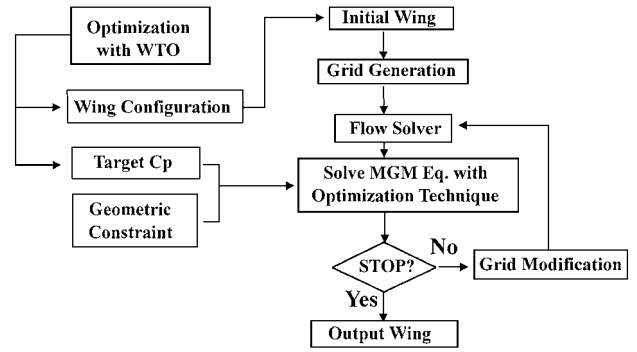 Optimization
with WTO
Wing Configuration
Target Cp
Geometric
Constraint
Initial Wing
Grid Generation
Flow Solver
Solve MGM Eq. with
Optimization Technique
STOP?
No
Grid Modification
Yes
Output Wing